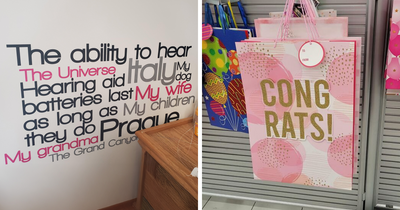 The ability to hear
The Universe Italy My
Hearing aid dog
batteries last My wife
as long as My children
they do Prague
My grandma
The Grand Canyon
CONG
RATS!